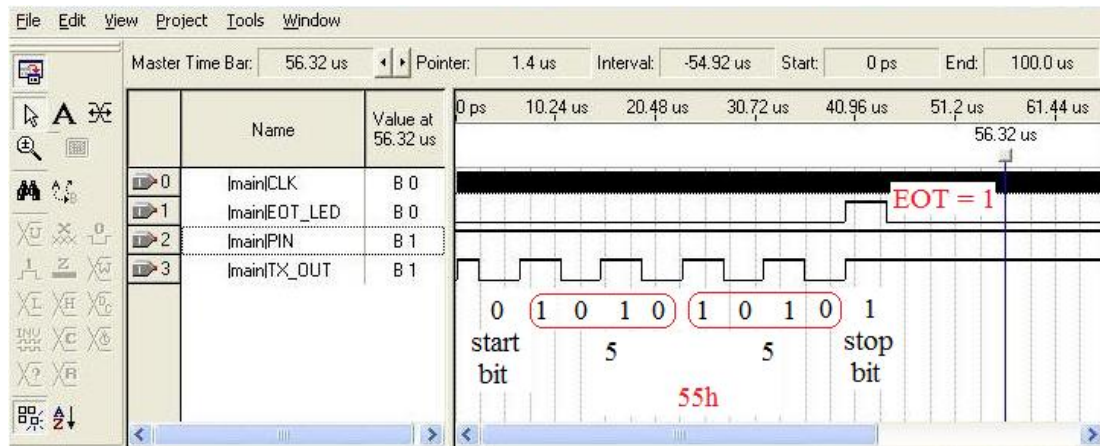 File Edit View Project Tools Window
Master Time Bar: 56.32 us Pointer: 1.4 us Interval: -54.92 us Start: 0 ps End: 100.0 us
Name Value at 56.32 us
0 ps 10.24 us 20.48 us 30.72 us 40.96 us 51.2 us 61.44 us
56.32 us
0 |main|CLK B 0
1 |main|EOT_LED B 0
EOT = 1
2 |main|PIN B 1
3 |main|TX_OUT B 1
0 1 0 1 0 1 0 1 0 1
start bit 5 5 stop bit
55h